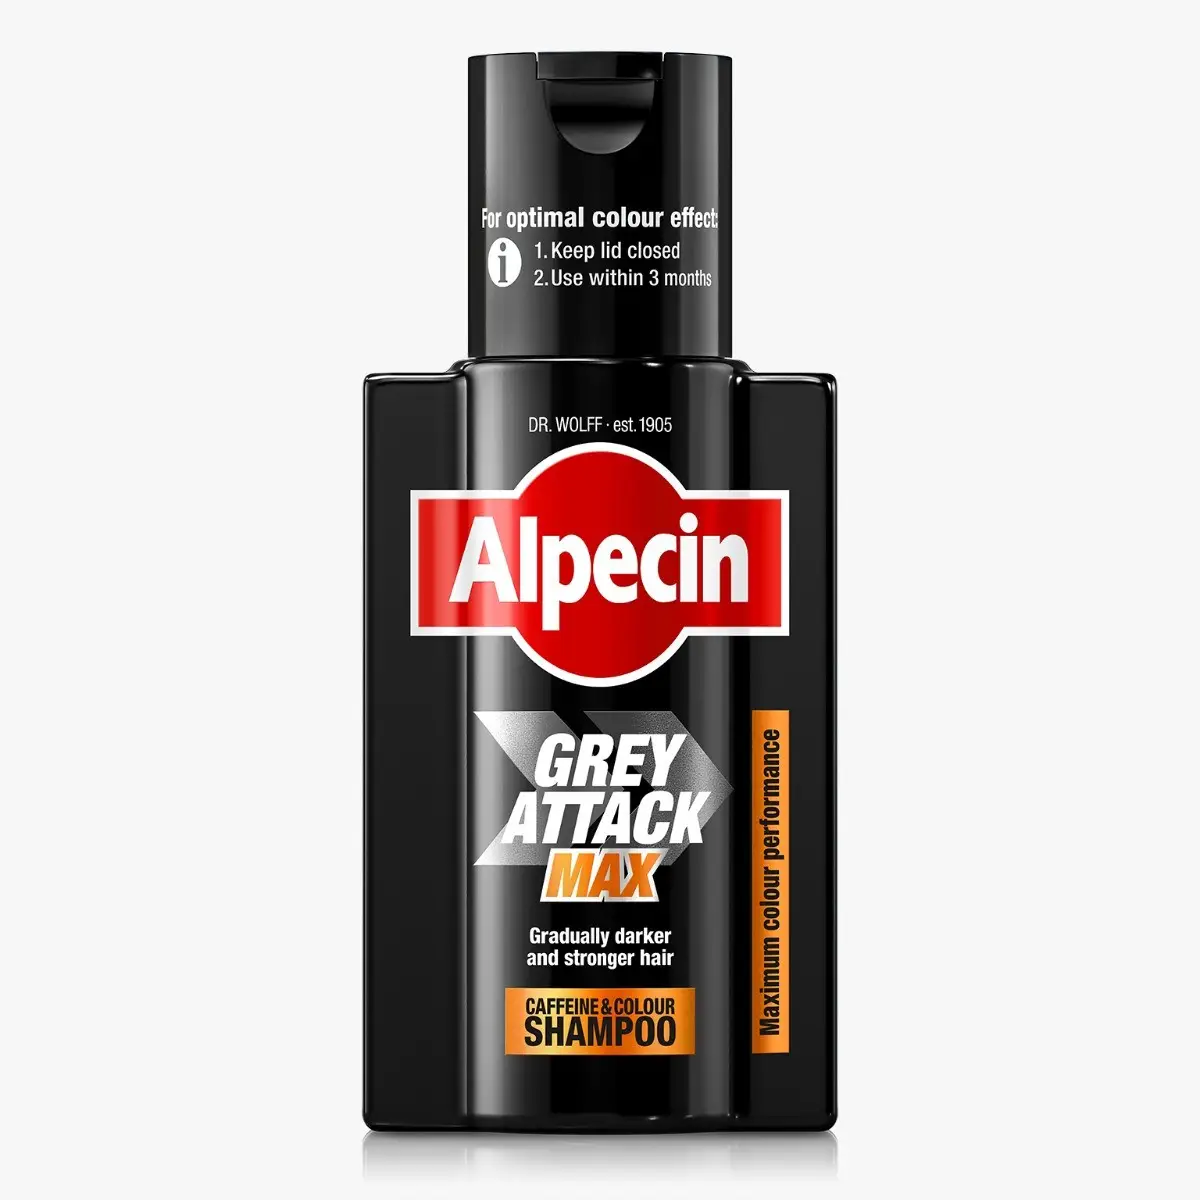 For optimal colour effect:
i
1. Keep lid closed
2. Use within 3 months
DR. WOLFF · est. 1905
Alpecin
GREY
ATTACK
MAX
Gradually darker
and stronger hair
CAFFEINE & COLOUR
SHAMPOO
Maximum colour performance